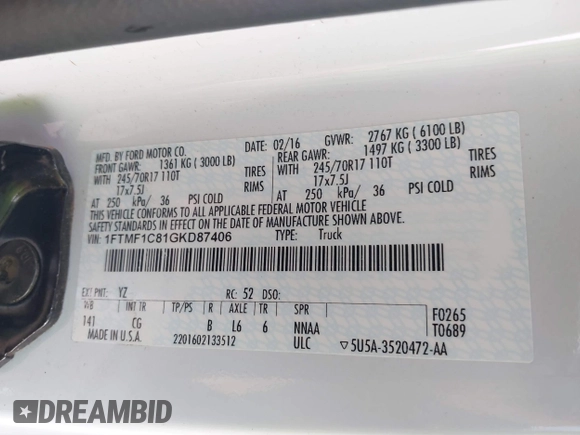 MFD. BY FORD MOTOR CO.
DATE: 02/16 GVWR: 2767 KG ( 6100 LB)
FRONT GAWR: 1361 KG ( 3000 LB)
REAR GAWR: 1497 KG ( 3300 LB)
WITH 245/70R17 110T TIRES
WITH 245/70R17 110T TIRES
17x7.5J RIMS
17x7.5J RIMS
AT 250 kPa/ 36 PSI COLD
AT 250 kPa/ 36 PSI COLD
THIS VEHICLE CONFORMS TO ALL APPLICABLE FEDERAL MOTOR VEHICLE
SAFETY STANDARDS IN EFFECT ON THE DATE OF MANUFACTURE SHOWN ABOVE.
VIN: 1FTMF1C81GKD87406 TYPE: Truck
EXT PNT: YZ RC: 52 DSO:
WB INT TR TP/PS R AXLE TR SPR
141 CG B L6 6 NNAA
F0265
T0689
MADE IN U.S.A. 2201602133512 ULC ▽5U5A-3520472-AA
DREAMBID